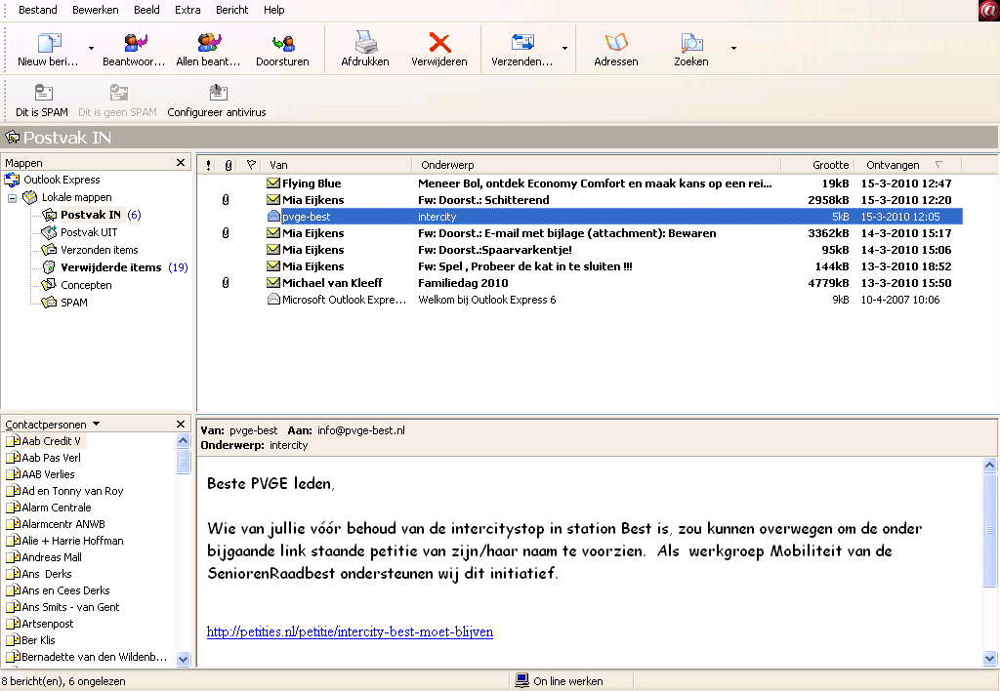 Bestand Bewerken Beeld Extra Bericht Help
Nieuw beri... Beantwoor... Allen beant... Doorsturen Afdrukken Verwijderen Verzenden... Adressen Zoeken
Dit is SPAM Dit is geen SPAM Configureer antivirus
Postvak IN
Mappen
Outlook Express
Lokale mappen
Postvak IN (6)
Postvak UIT
Verzonden items
Verwijderde items (19)
Concepten
SPAM
! Van Onderwerp Grootte Ontvangen
Flying Blue Meneer Bol, ontdek Economy Comfort en maak kans op een rei... 19kB 15-3-2010 12:47
Mia Eijkens Fw: Doorst.: Schitterend 2958kB 15-3-2010 12:20
pvge-best intercity 5kB 15-3-2010 12:05
Mia Eijkens Fw: Doorst.: E-mail met bijlage (attachment): Bewaren 3362kB 14-3-2010 15:17
Mia Eijkens Fw: Doorst.:Spaarvarkentje! 95kB 14-3-2010 15:06
Mia Eijkens Fw: Spel , Probeer de kat in te sluiten !!! 144kB 13-3-2010 18:52
Michael van Kleeff Familiedag 2010 4779kB 13-3-2010 15:50
Microsoft Outlook Expre... Welkom bij Outlook Express 6 9kB 10-4-2007 10:06
Contactpersonen
Aab Credit V
Aab Pas Verl
AAB Verlies
Ad en Tonny van Roy
Alarm Centrale
Alarmcentr ANWB
Alie + Harrie Hoffman
Andreas Mall
Ans Derks
Ans en Cees Derks
Ans Smits - van Gent
Artsenpost
Ber Klis
Bernadette van den Wildenb...
Van: pvge-best Aan: info@pvge-best.nl
Onderwerp: intercity
Beste PVGE leden,
Wie van jullie vóór behoud van de intercitystop in station Best is, zou kunnen overwegen om de onder
bijgaande link staande petitie van zijn/haar naam te voorzien. Als werkgroep Mobiliteit van de
SeniorenRaadbest ondersteunen wij dit initiatief.
http://petities.nl/petitie/intercity-best-moet-blijven
8 bericht(en), 6 ongelezen On line werken